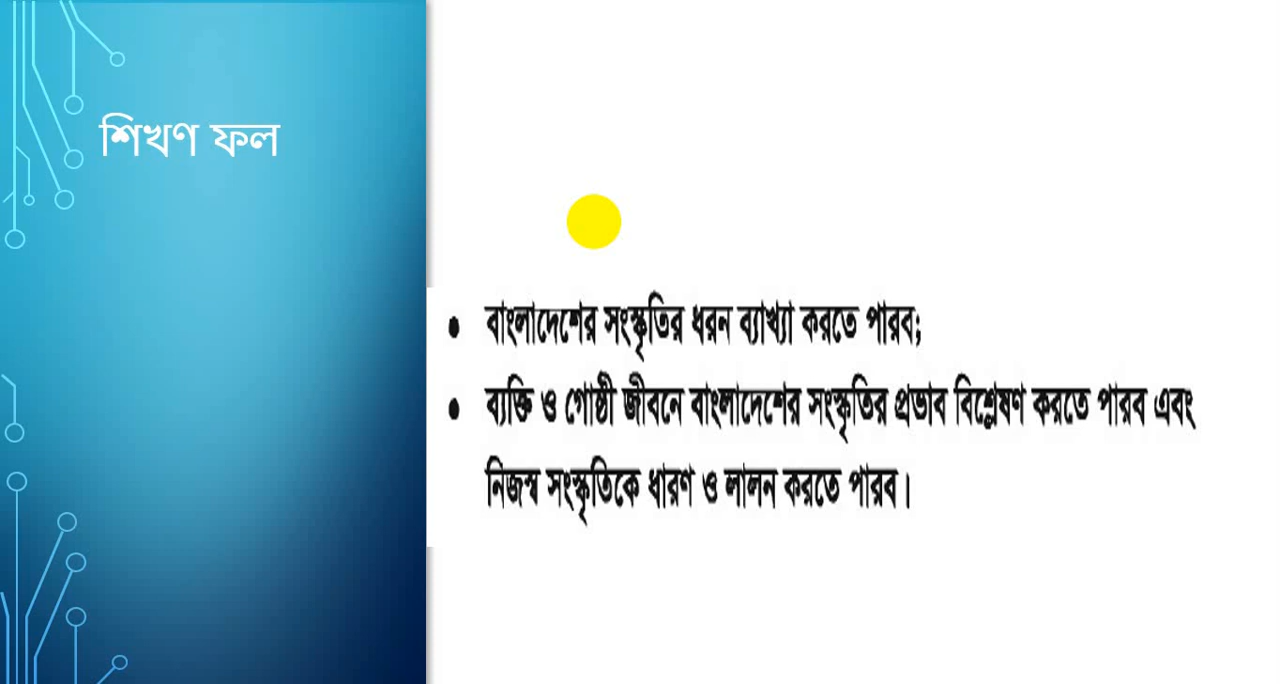 শিখণ ফল
• বাংলাদেশের সংস্কৃতির ধরন ব্যাখ্যা করতে পারব;
• ব্যক্তি ও গোষ্ঠী জীবনে বাংলাদেশের সংস্কৃতির প্রভাব বিশ্লেষণ করতে পারব এবং
নিজস্ব সংস্কৃতিকে ধারণ ও লালন করতে পারব।